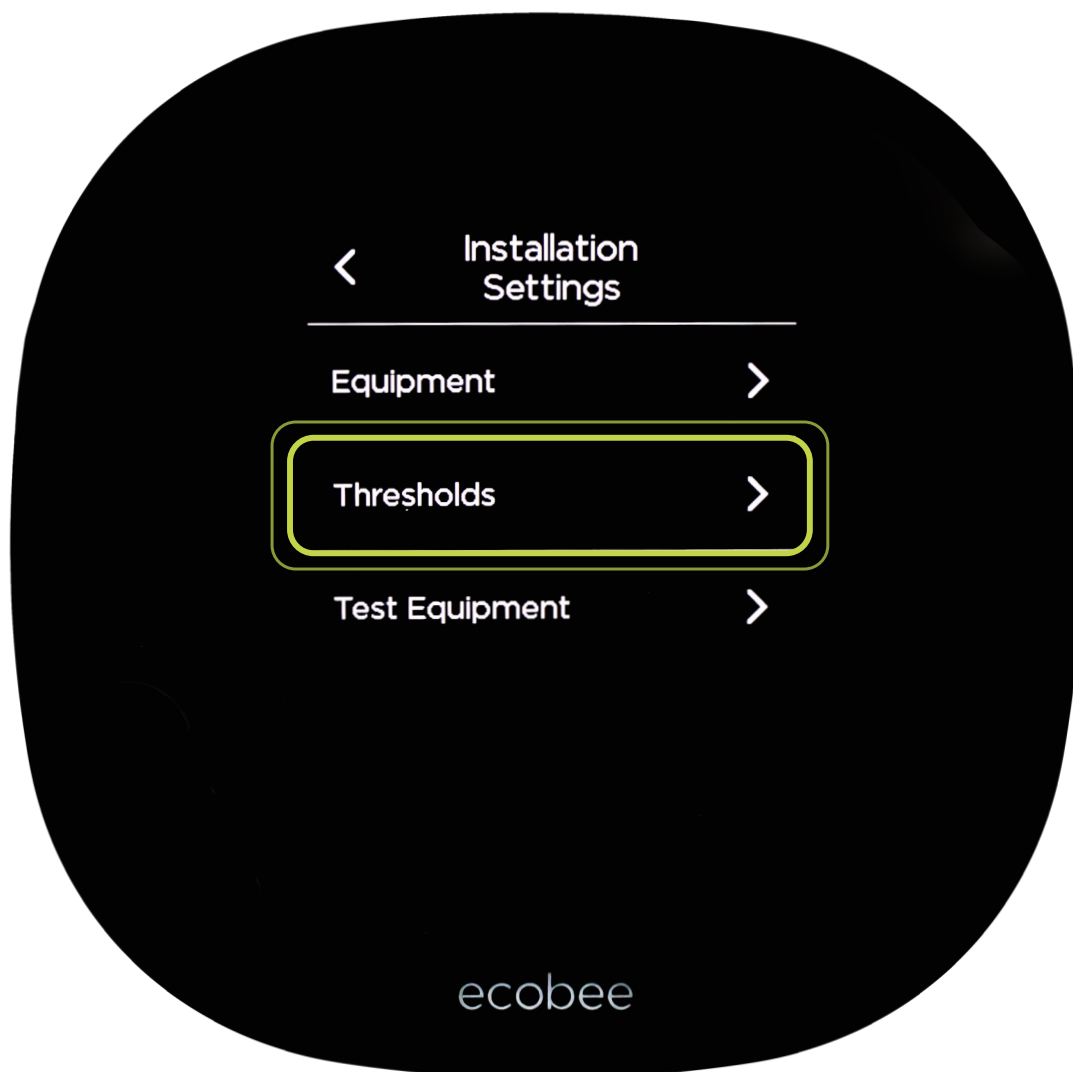 Installation
Settings
Equipment
Thresholds
Test Equipment
ecobee